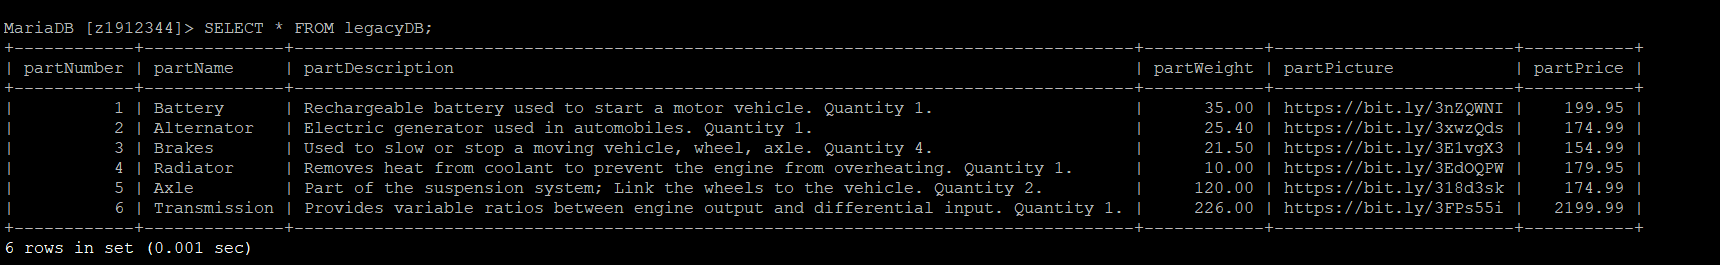 MariaDB [z1912344]> SELECT * FROM legacyDB;
+------------+--------------+------------------------------------------------------------------------------------+------------+------------------------+-----------+
| partNumber | partName     | partDescription                                                                    | partWeight | partPicture            | partPrice |
+------------+--------------+------------------------------------------------------------------------------------+------------+------------------------+-----------+
|          1 | Battery      | Rechargeable battery used to start a motor vehicle. Quantity 1.                    |      35.00 | https://bit.ly/3nZQWNI |    199.95 |
|          2 | Alternator   | Electric generator used in automobiles. Quantity 1.                                |      25.40 | https://bit.ly/3xwzQds |    174.99 |
|          3 | Brakes       | Used to slow or stop a moving vehicle, wheel, axle. Quantity 4.                    |      21.50 | https://bit.ly/3E1vgX3 |    154.99 |
|          4 | Radiator     | Removes heat from coolant to prevent the engine from overheating. Quantity 1.      |      10.00 | https://bit.ly/3EdOQPW |    179.95 |
|          5 | Axle         | Part of the suspension system; Link the wheels to the vehicle. Quantity 2.         |     120.00 | https://bit.ly/318d3sk |    174.99 |
|          6 | Transmission | Provides variable ratios between engine output and differential input. Quantity 1. |     226.00 | https://bit.ly/3FPs55i |   2199.99 |
+------------+--------------+------------------------------------------------------------------------------------+------------+------------------------+-----------+
6 rows in set (0.001 sec)